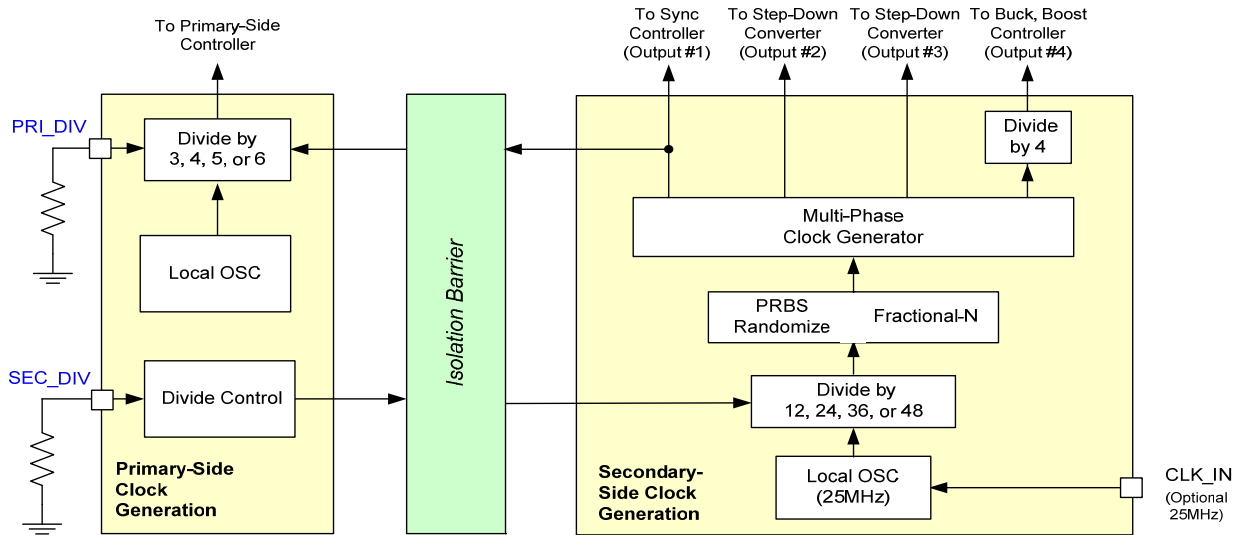 To Primary-Side
Controller
To Sync
Controller
(Output #1)
To Step-Down
Converter
(Output #2)
To Step-Down
Converter
(Output #3)
To Buck, Boost
Controller
(Output #4)
PRI_DIV
Divide by
3, 4, 5, or 6
Local OSC
SEC_DIV
Divide Control
Primary-Side
Clock
Generation
Isolation Barrier
Divide
by 4
Multi-Phase
Clock Generator
PRBS
Randomize
Fractional-N
Divide by
12, 24, 36, or 48
Local OSC
(25MHz)
Secondary-
Side Clock
Generation
CLK_IN
(Optional
25MHz)